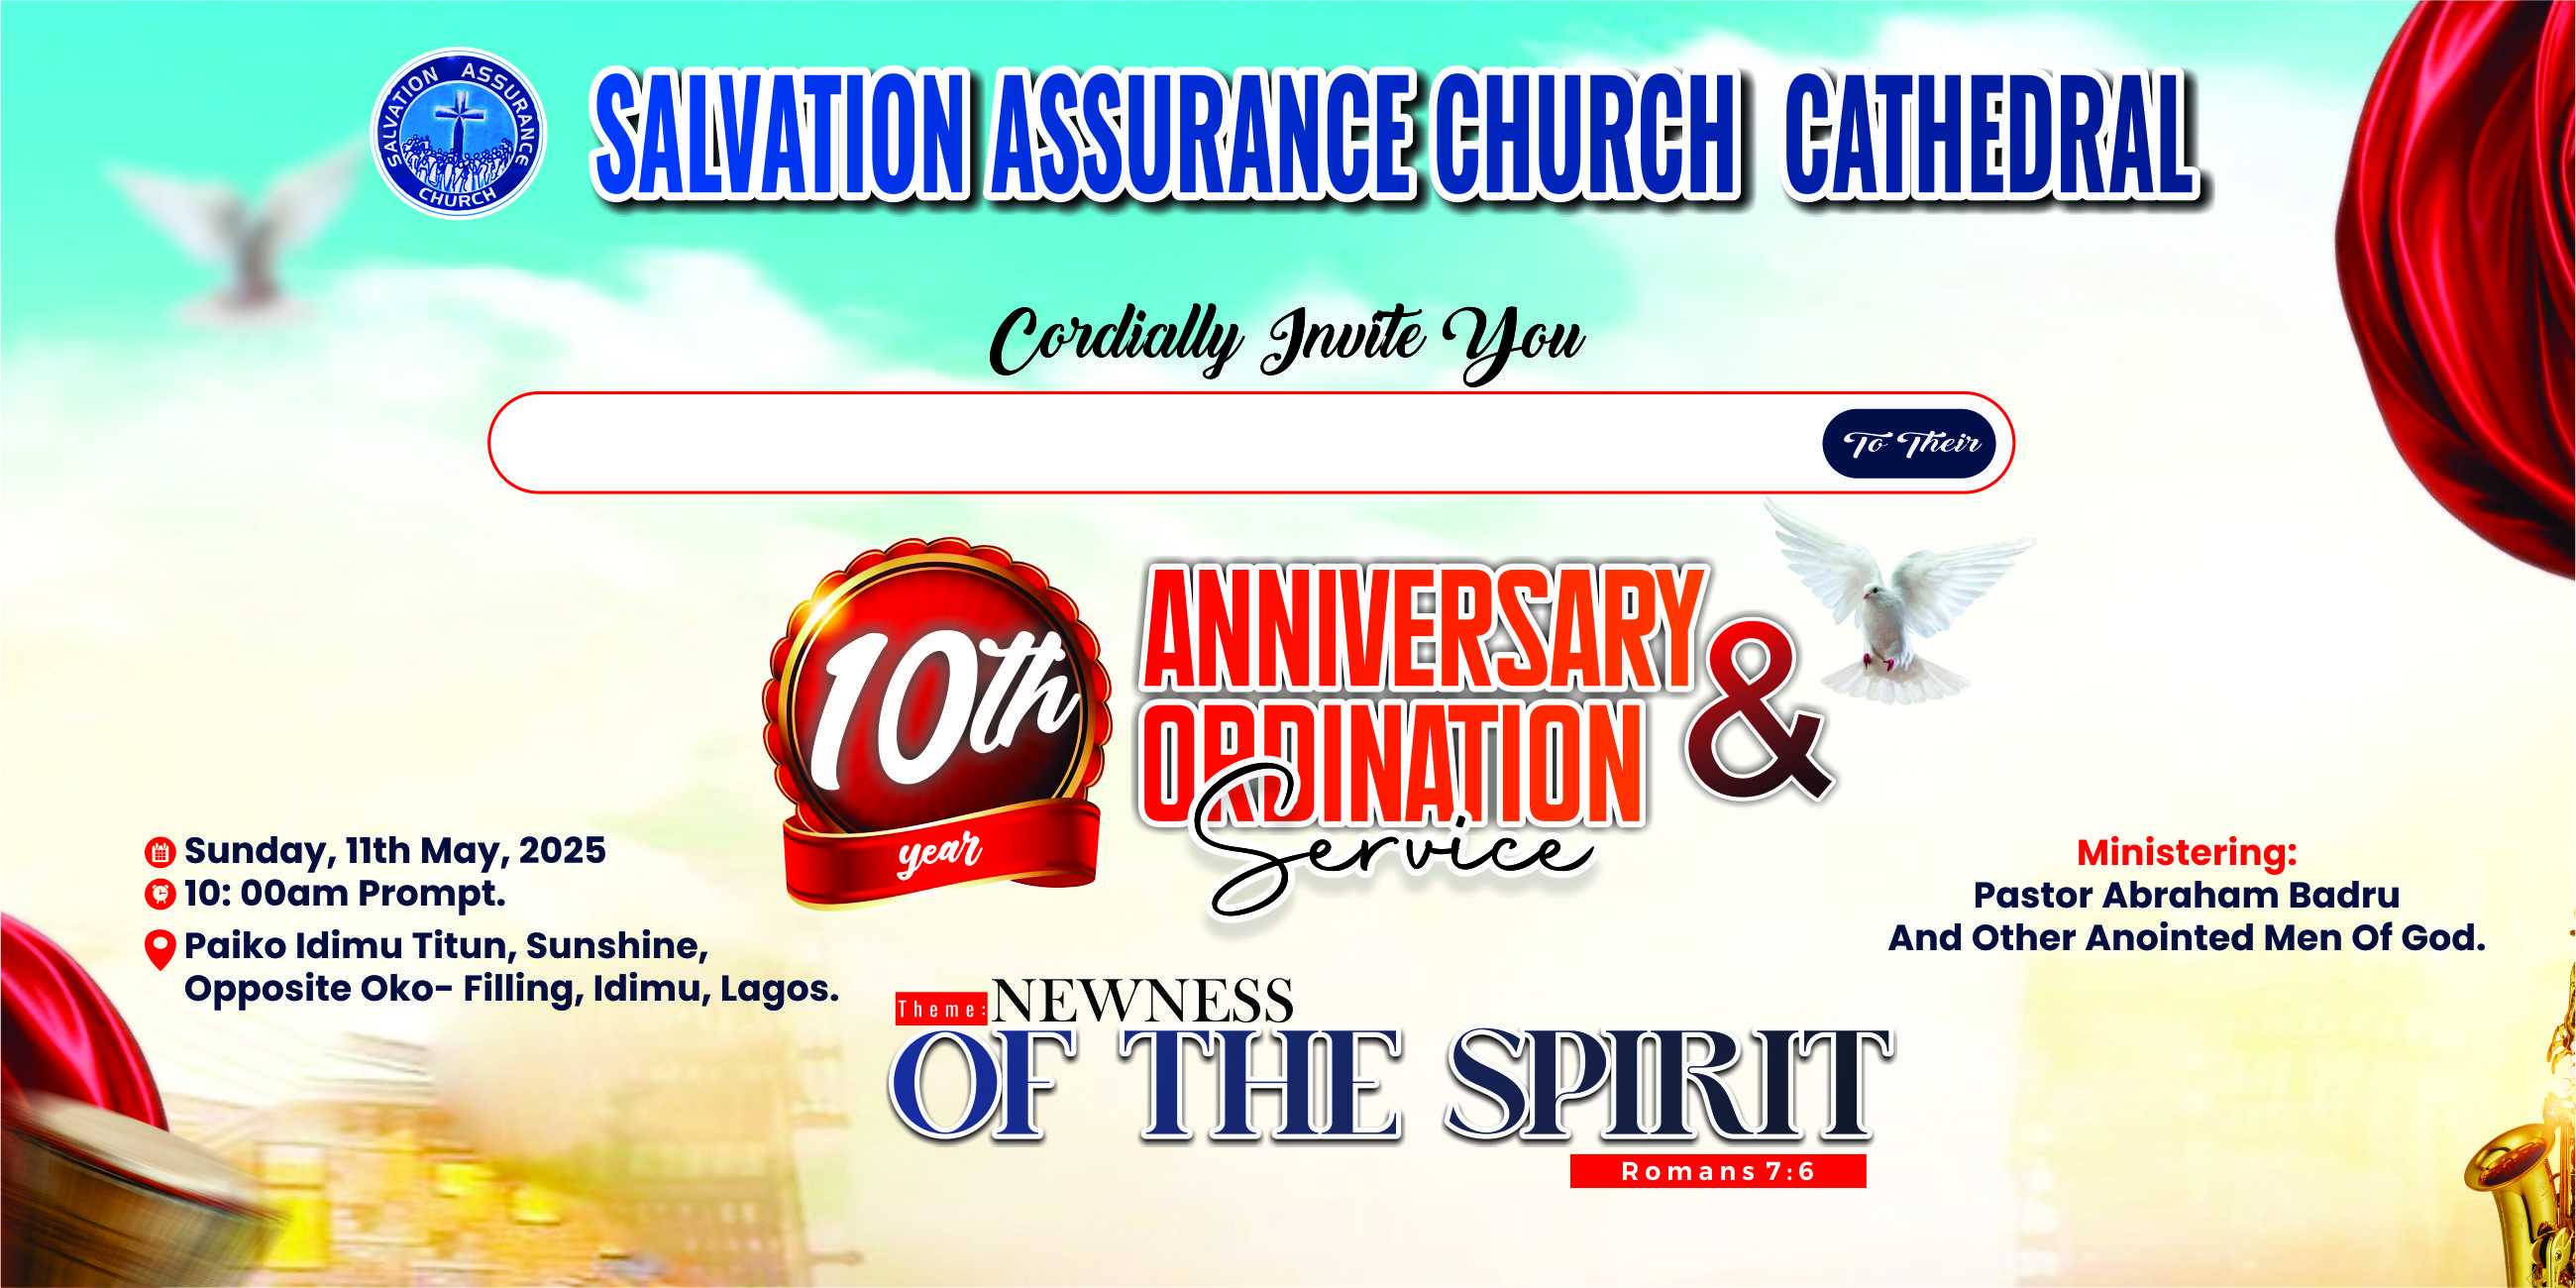 SALVATION ASSURANCE CHURCH
SALVATION ASSURANCE CHURCH CATHEDRAL
Cordially Invite You
To Their
10th
year
ANNIVERSARY
&
ORDINATION
Service
Sunday, 11th May, 2025
10: 00am Prompt.
Paiko Idimu Titun, Sunshine,
Opposite Oko- Filling, Idimu, Lagos.
Ministering:
Pastor Abraham Badru
And Other Anointed Men Of God.
Theme: NEWNESS
OF THE SPIRIT
Romans 7:6